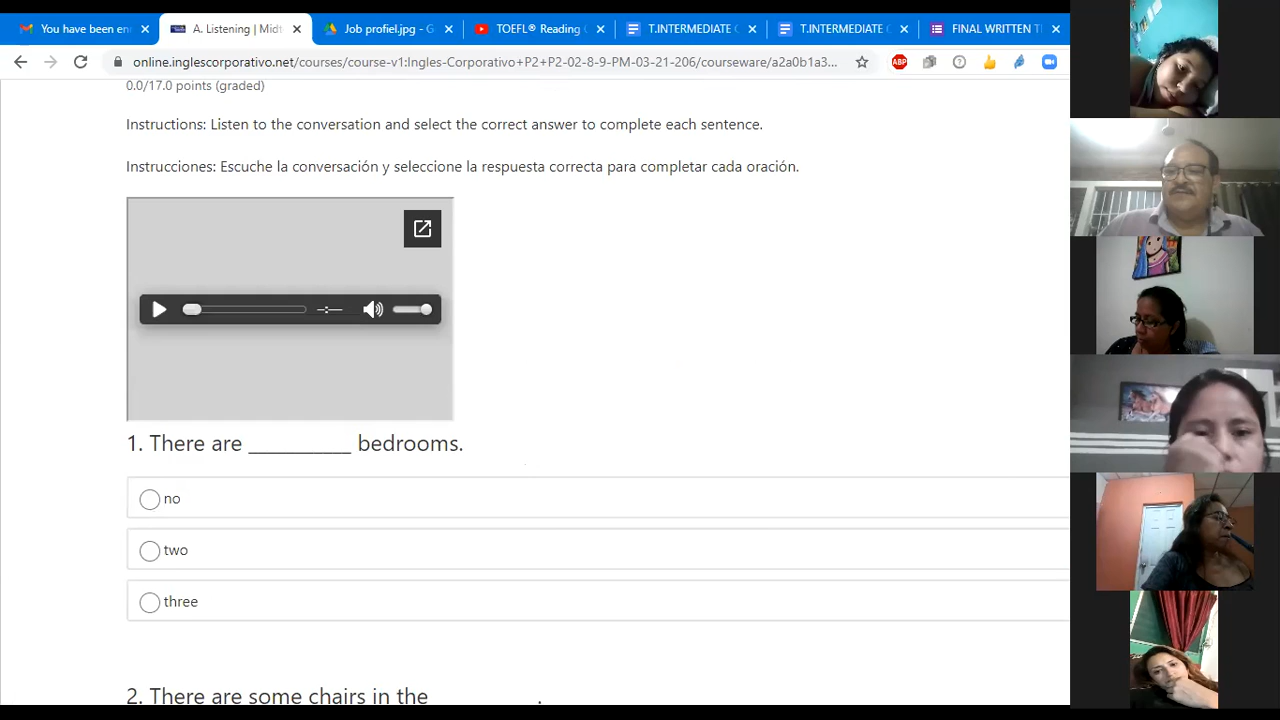 You have been en
A. Listening | Midt
Job profiel.jpg - G
TOEFL® Reading
T.INTERMEDIATE
T.INTERMEDIATE
FINAL WRITTEN T
online.inglescorporativo.net/courses/course-v1:Ingles-Corporativo+P2+P2-02-8-9-PM-03-21-206/courseware/a2a0b1a3...
ABP
0.0/17.0 points (graded)
Instructions: Listen to the conversation and select the correct answer to complete each sentence.
Instrucciones: Escuche la conversación y seleccione la respuesta correcta para completar cada oración.
--:--
1. There are __________ bedrooms.
no
two
three
2. There are some chairs in the __________.